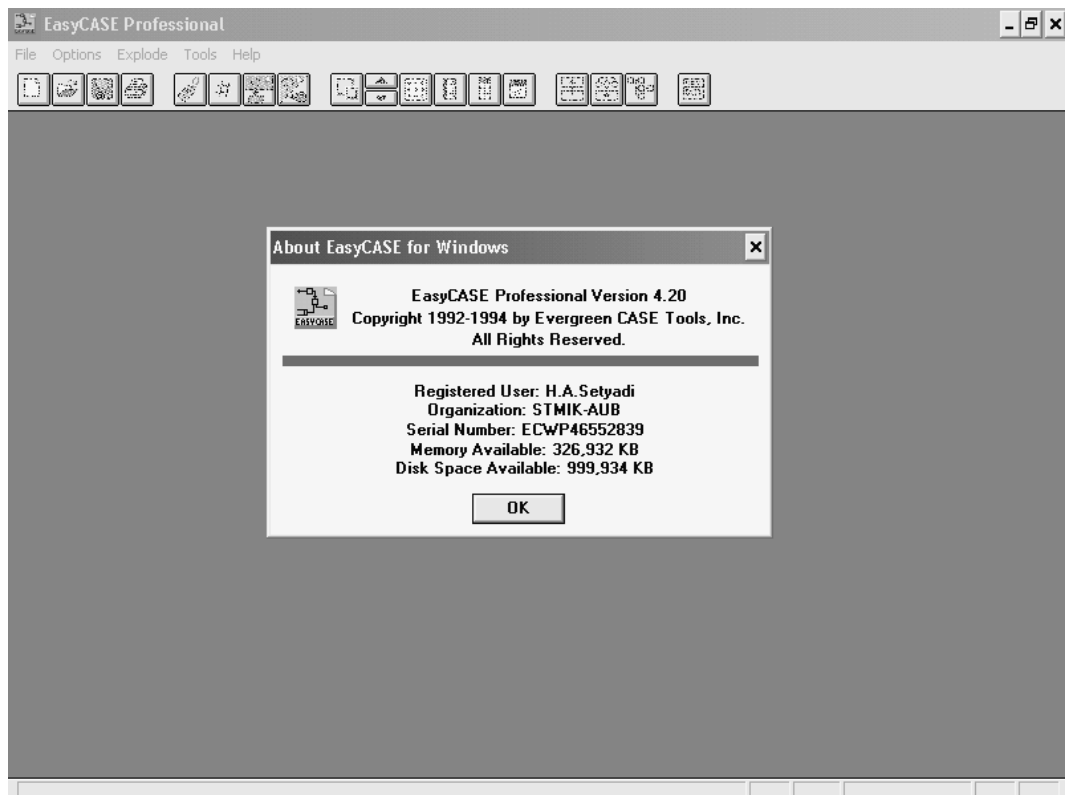 EasyCASE Professional
File Options Explode Tools Help
About EasyCASE for Windows
EASYCASE
EasyCASE Professional Version 4.20
Copyright 1992-1994 by Evergreen CASE Tools, Inc.
All Rights Reserved.
Registered User: H.A.Setyadi
Organization: STMIK-AUB
Serial Number: ECWP46552839
Memory Available: 326,932 KB
Disk Space Available: 999,934 KB
OK